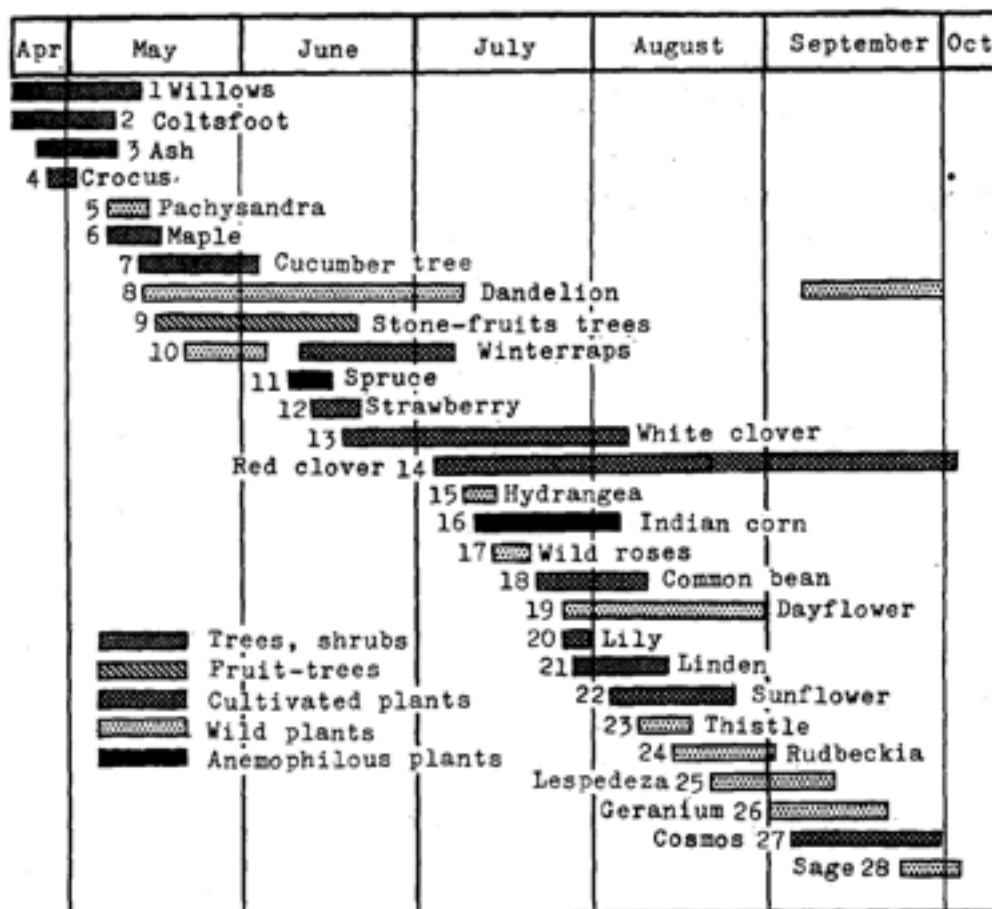 Apr May June July August September Oct
1 Willows
2 Coltsfoot
3 Ash
4 Crocus
5 Pachysandra
6 Maple
7 Cucumber tree
8 Dandelion
9 Stone-fruits trees
10 Winterraps
11 Spruce
12 Strawberry
13 White clover
Red clover 14
15 Hydrangea
16 Indian corn
17 Wild roses
18 Common bean
19 Dayflower
20 Lily
21 Linden
22 Sunflower
23 Thistle
24 Rudbeckia
Lespedeza 25
Geranium 26
Cosmos 27
Sage 28
Trees, shrubs
Fruit-trees
Cultivated plants
Wild plants
Anemophilous plants